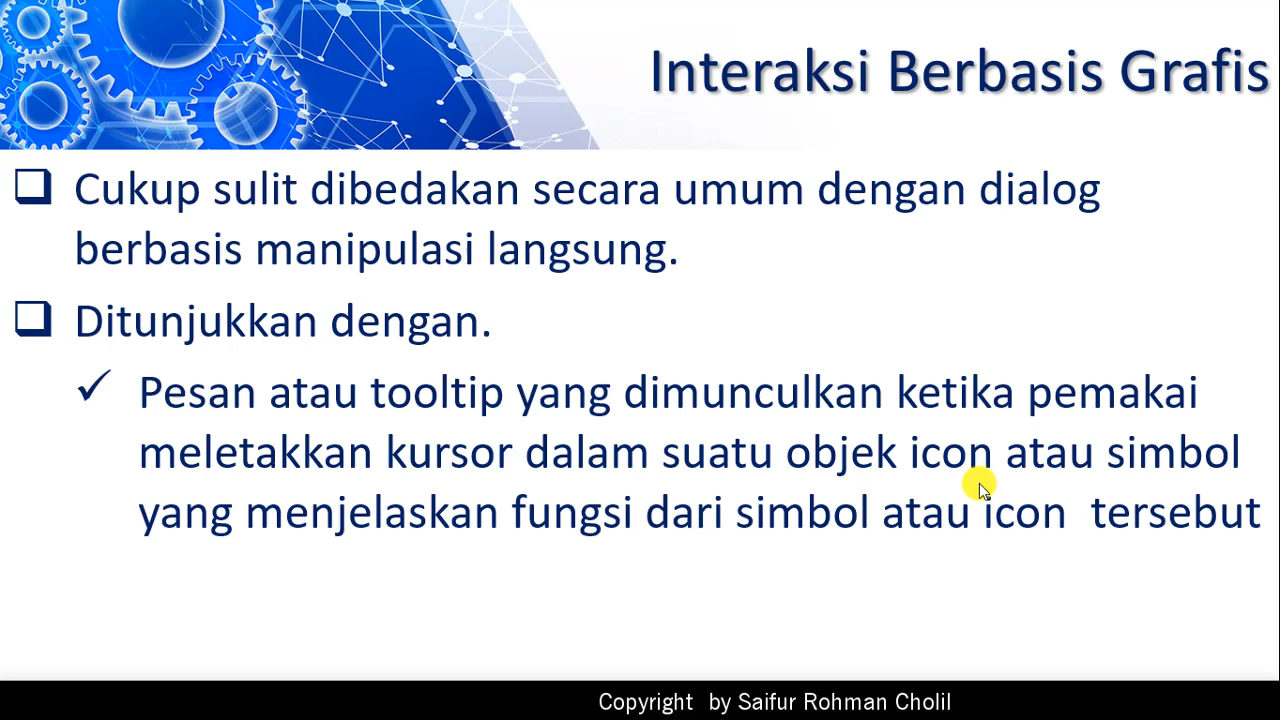 Interaksi Berbasis Grafis
❑ Cukup sulit dibedakan secara umum dengan dialog
berbasis manipulasi langsung.
❑ Ditunjukkan dengan.
✓ Pesan atau tooltip yang dimunculkan ketika pemakai
meletakkan kursor dalam suatu objek icon atau simbol
yang menjelaskan fungsi dari simbol atau icon tersebut
Copyright by Saifur Rohman Cholil